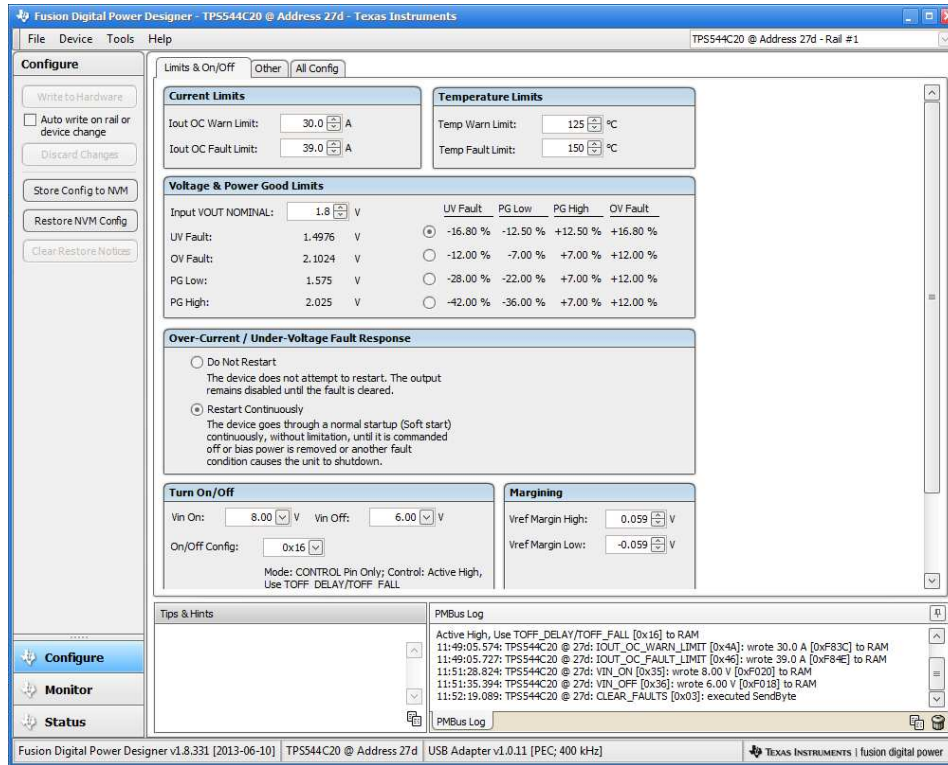 Fusion Digital Power Designer - TPS544C20 @ Address 27d - Texas Instruments
File Device Tools Help
TPS544C20 @ Address 27d - Rail #1
Configure
Write to Hardware
Auto write on rail or
device change
Discard Changes
Store Config to NVM
Restore NVM Config
Clear Restore Notices
Limits & On/Off Other All Config
Current Limits
Iout OC Warn Limit: 30.0 A
Iout OC Fault Limit: 39.0 A
Temperature Limits
Temp Warn Limit: 125 °C
Temp Fault Limit: 150 °C
Voltage & Power Good Limits
Input VOUT NOMINAL: 1.8 V
UV Fault: 1.4976 V
OV Fault: 2.1024 V
PG Low: 1.575 V
PG High: 2.025 V
UV Fault PG Low PG High OV Fault
-16.80 % -12.50 % +12.50 % +16.80 %
-12.00 % -7.00 % +7.00 % +12.00 %
-28.00 % -22.00 % +7.00 % +12.00 %
-42.00 % -36.00 % +7.00 % +12.00 %
Over-Current / Under-Voltage Fault Response
Do Not Restart
The device does not attempt to restart. The output
remains disabled until the fault is cleared.
Restart Continuously
The device goes through a normal startup (Soft start)
continuously, without limitation, until it is commanded
off or bias power is removed or another fault
condition causes the unit to shutdown.
Turn On/Off
Vin On: 8.00 V Vin Off: 6.00 V
On/Off Config: 0x16
Mode: CONTROL Pin Only; Control: Active High,
Use TOFF_DELAY/TOFF_FALL
Margining
Vref Margin High: 0.059 V
Vref Margin Low: -0.059 V
Configure
Monitor
Status
Tips & Hints
PMBus Log
Active High, Use TOFF_DELAY/TOFF_FALL [0x16] to RAM
11:49:05.574: TPS544C20 @ 27d: IOUT_OC_WARN_LIMIT [0x4A]: wrote 30.0 A [0xF83C] to RAM
11:49:05.727: TPS544C20 @ 27d: IOUT_OC_FAULT_LIMIT [0x46]: wrote 39.0 A [0xF84E] to RAM
11:51:28.824: TPS544C20 @ 27d: VIN_ON [0x35]: wrote 8.00 V [0xF020] to RAM
11:51:35.394: TPS544C20 @ 27d: VIN_OFF [0x36]: wrote 6.00 V [0xF018] to RAM
11:52:19.089: TPS544C20 @ 27d: CLEAR_FAULTS [0x03]: executed SendByte
PMBus Log
Fusion Digital Power Designer v1.8.331 [2013-06-10] TPS544C20 @ Address 27d USB Adapter v1.0.11 [PEC; 400 kHz] TEXAS INSTRUMENTS | fusion digital power